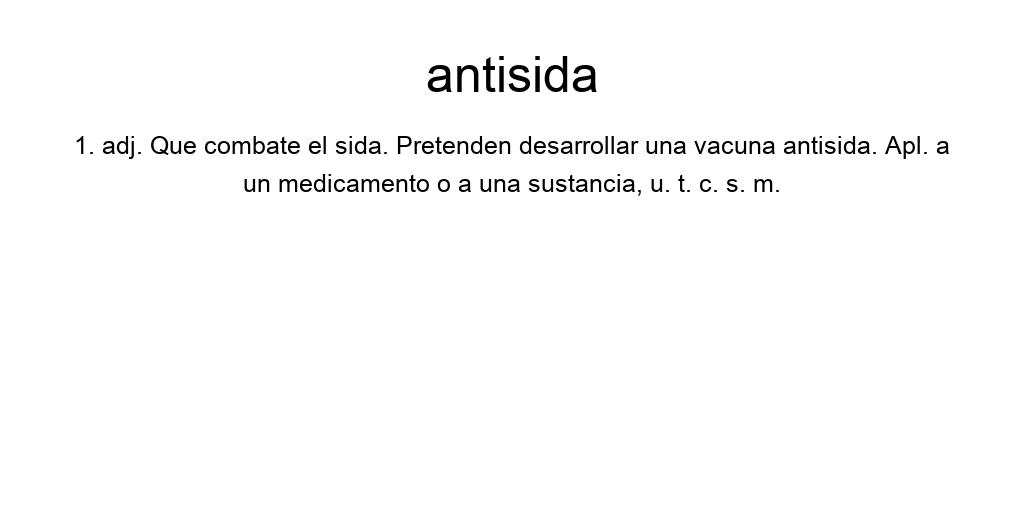 antisida
1. adj. Que combate el sida. Pretenden desarrollar una vacuna antisida. Apl. a
un medicamento o a una sustancia, u. t. c. s. m.